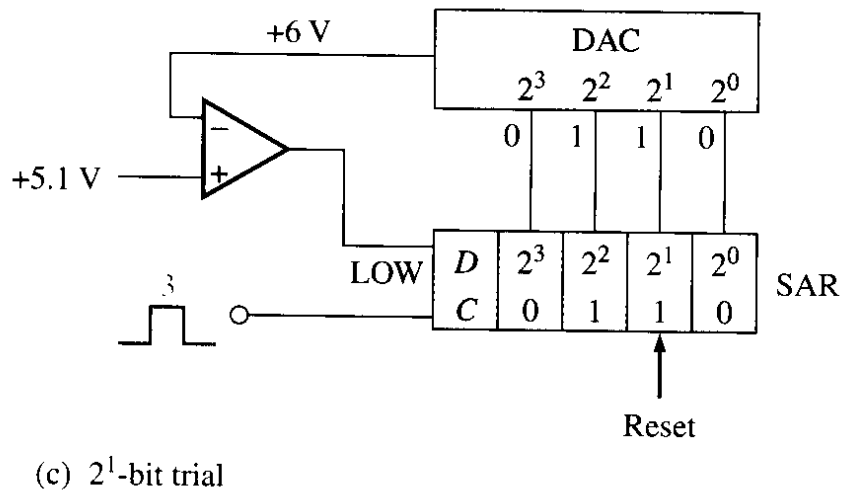 +6 V
DAC
2³ 2² 2¹ 2⁰
0 1 1 0
−
+
+5.1 V
LOW
D 2³ 2² 2¹ 2⁰
C 0 1 1 0
SAR
3
Reset
(c) 2¹-bit trial